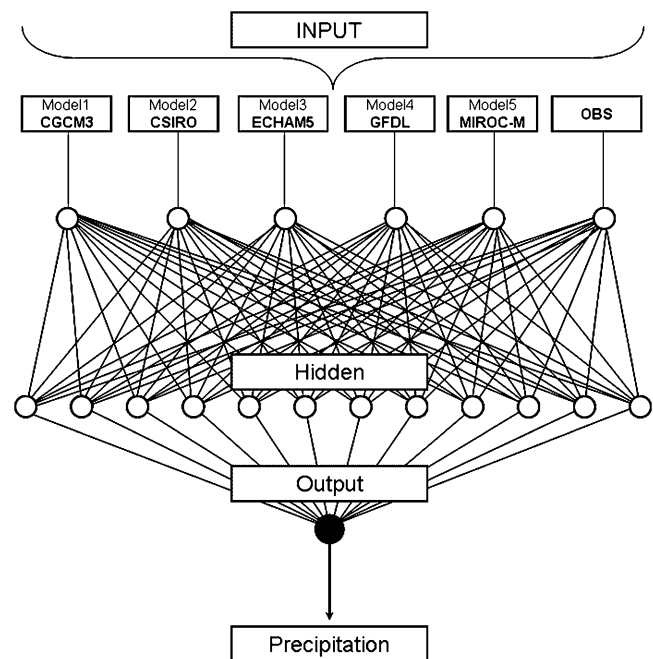 INPUT
Model1
CGCM3
Model2
CSIRO
Model3
ECHAM5
Model4
GFDL
Model5
MIROC-M
OBS
Hidden
Output
Precipitation